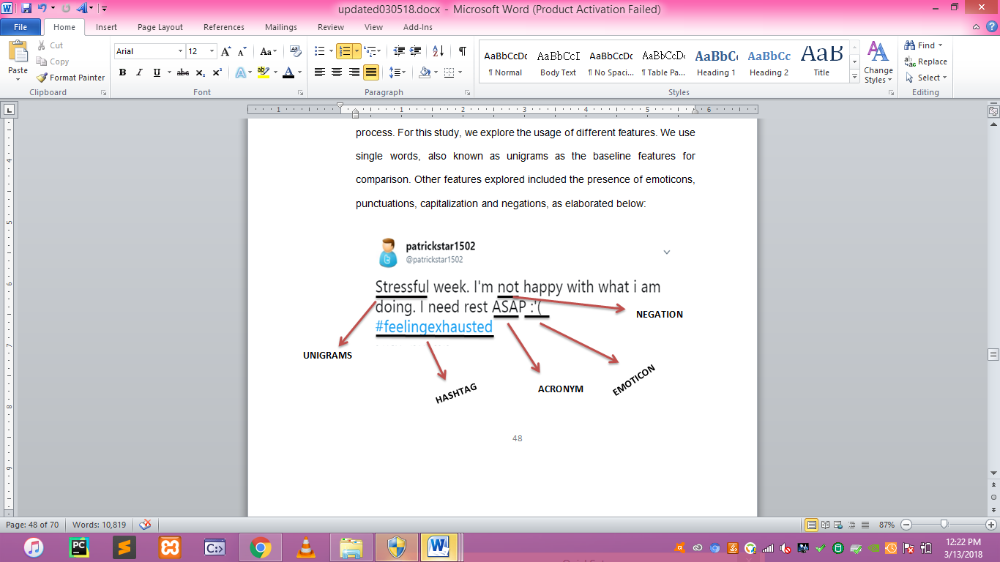 updated030518.docx - Microsoft Word (Product Activation Failed)
File Home Insert Page Layout References Mailings Review View Add-Ins
Paste
Cut
Copy
Format Painter
Clipboard
Arial 12
Font
Paragraph
AaBbCcDc AaBbCcI AaBbCcDc AaBbCcDc AaBbC AaBbCc AaB
¶ Normal Body Text ¶ No Spaci... ¶ Table Pa... Heading 1 Heading 2 Title
Change
Styles
Styles
Find
Replace
Select
Editing
process. For this study, we explore the usage of different features. We use
single words, also known as unigrams as the baseline features for
comparison. Other features explored included the presence of emoticons,
punctuations, capitalization and negations, as elaborated below:
patrickstar1502
@patrickstar1502
Stressful week. I'm not happy with what i am
doing. I need rest ASAP :'(
#feelingexhausted
NEGATION
UNIGRAMS
HASHTAG
ACRONYM
EMOTICON
48
Page: 48 of 70 Words: 10,819 87%
12:22 PM
3/13/2018